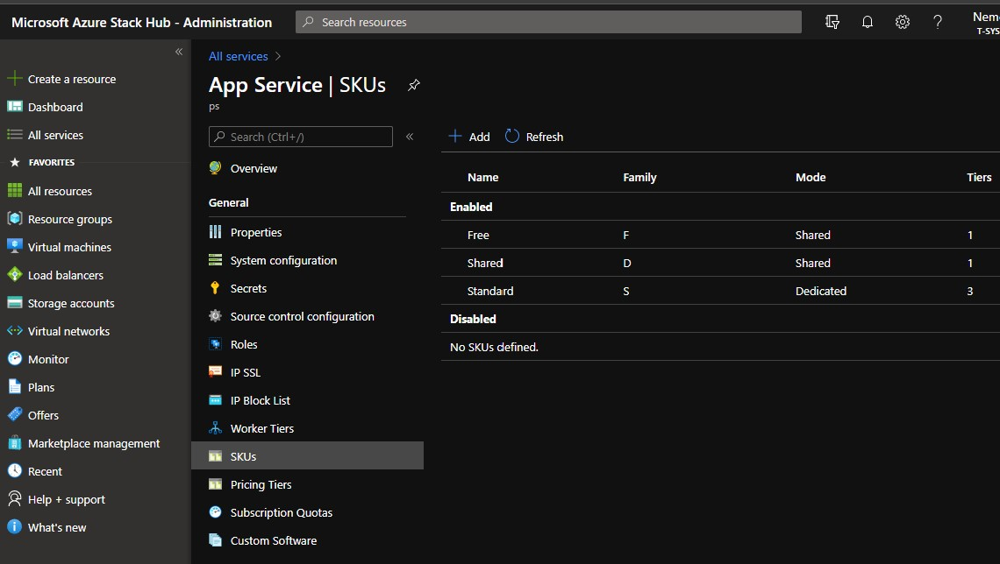 Microsoft Azure Stack Hub - Administration
Search resources
?
Nem
T-SYS
«
Create a resource
Dashboard
All services
FAVORITES
All resources
Resource groups
Virtual machines
Load balancers
Storage accounts
Virtual networks
Monitor
Plans
Offers
Marketplace management
Recent
Help + support
What's new
All services >
App Service | SKUs
ps
Search (Ctrl+/)
«
Overview
General
Properties
System configuration
Secrets
Source control configuration
Roles
IP SSL
IP Block List
Worker Tiers
SKUs
Pricing Tiers
Subscription Quotas
Custom Software
Add Refresh
Name Family Mode Tiers
Enabled
Free F Shared 1
Shared D Shared 1
Standard S Dedicated 3
Disabled
No SKUs defined.